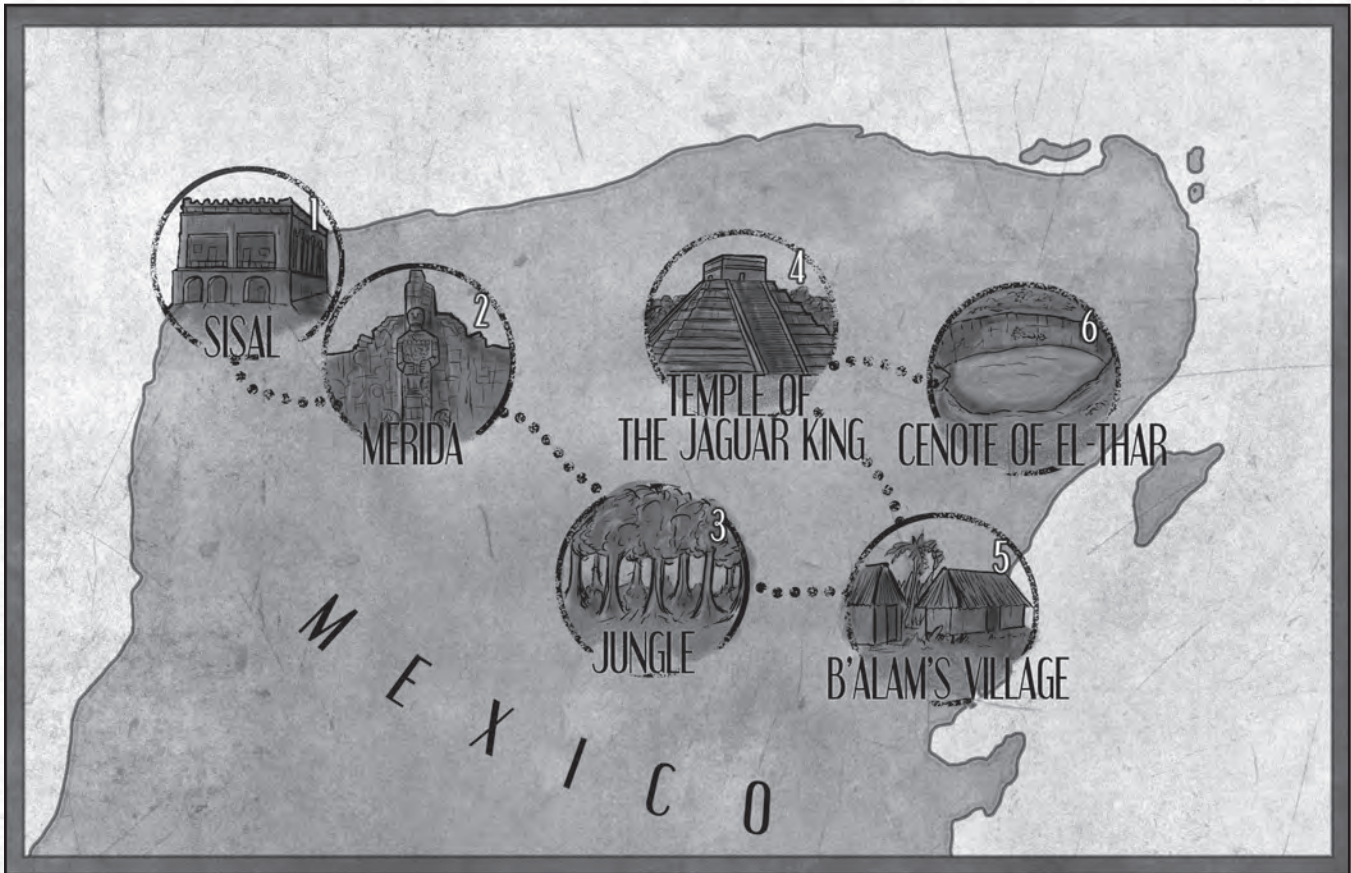 1
SISAL
2
MERIDA
3
JUNGLE
4
TEMPLE OF
THE JAGUAR KING
5
B'ALAM'S VILLAGE
6
CENOTE OF EL-THAR
MEXICO